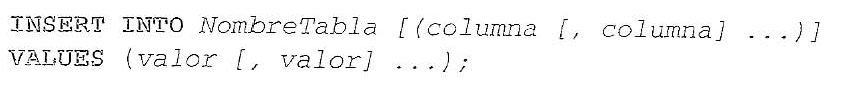 INSERT INTO NombreTabla [(columna [, columna] ...)]
VALUES (valor [, valor] ...);